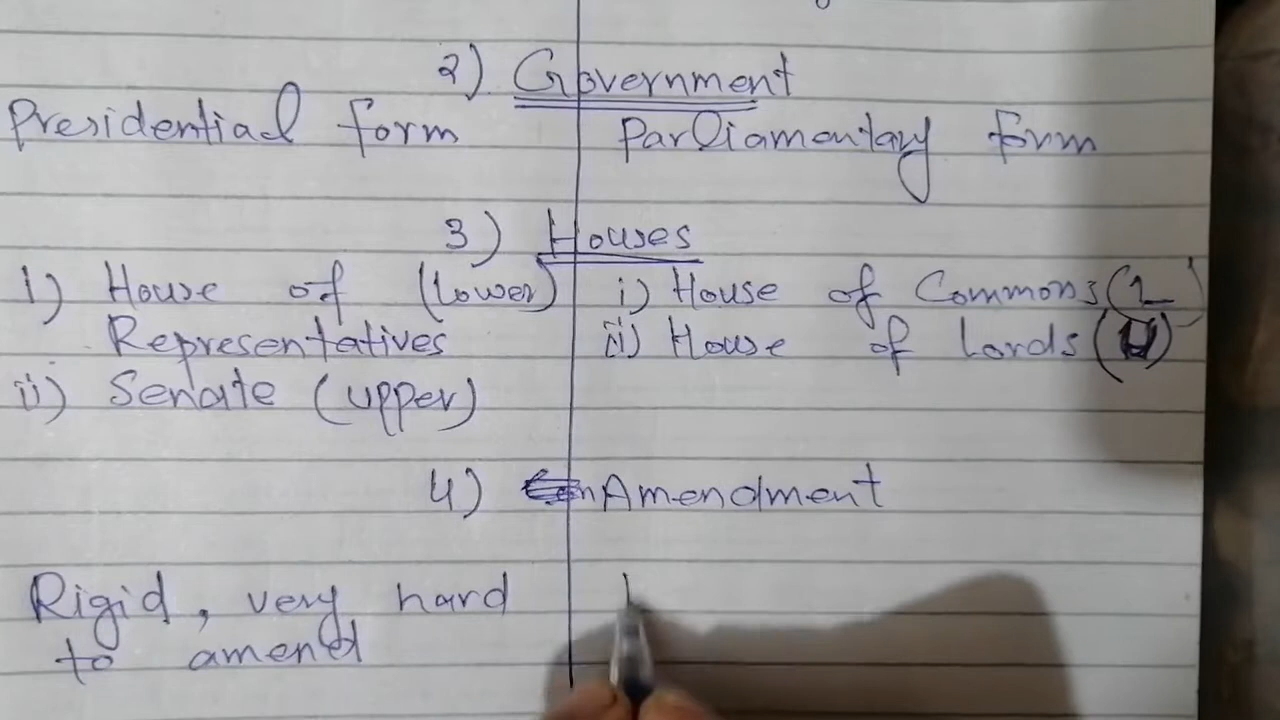 2) Government
Presidential form
Parliamentary form
3) Houses
i) House of (Lower)
Representatives
ii) Senate (upper)
i) House of Commons (L)
ii) House of Lords (U)
4) Amendment
Rigid, very hard
to amend